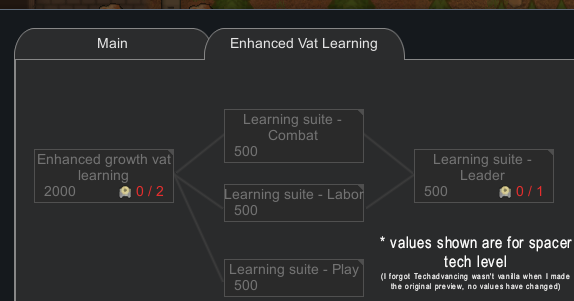 Main
Enhanced Vat Learning
Learning suite -
Combat
500
Enhanced growth vat
learning
2000
0 / 2
Learning suite - Labor
500
Learning suite -
Leader
500
0 / 1
Learning suite - Play
500
* values shown are for spacer
tech level
(I forgot Techadvancing wasn't vanilla when I made
the original preview, no values have changed)